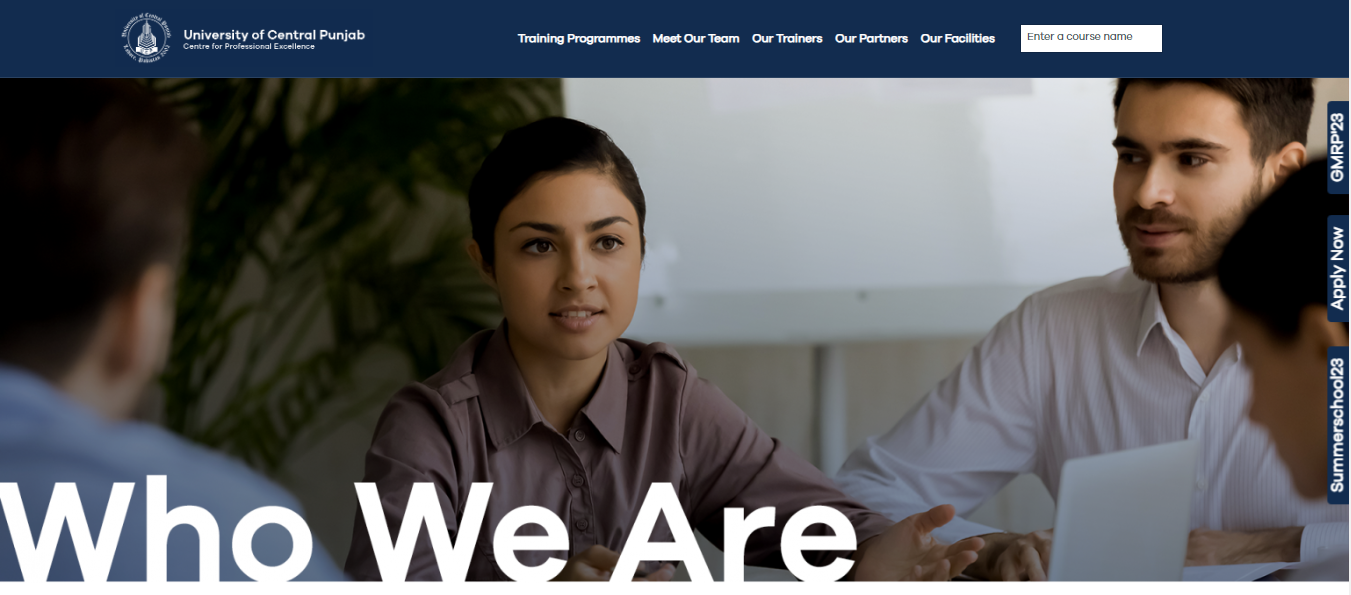 University of Central Punjab
Centre for Professional Excellence
Training Programmes
Meet Our Team
Our Trainers
Our Partners
Our Facilities
Enter a course name
GMRP'23
Apply Now
Summerschool23
Who We Are